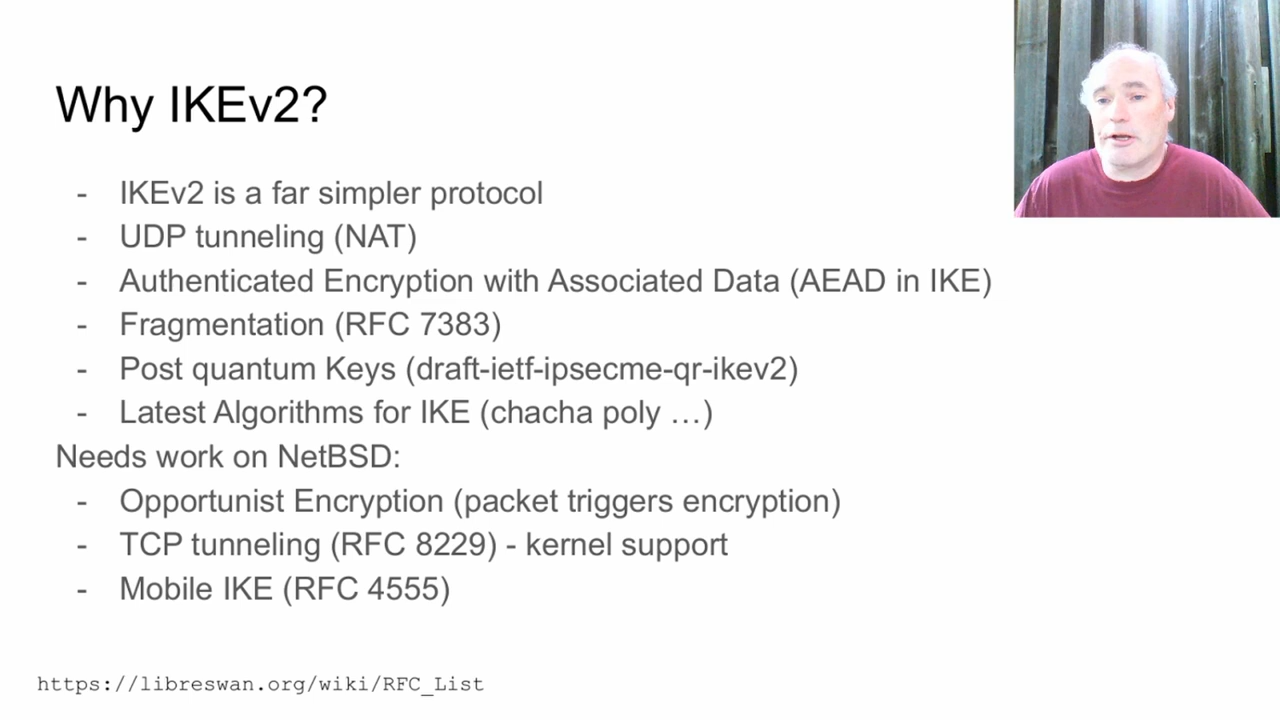 Why IKEv2?
- IKEv2 is a far simpler protocol
- UDP tunneling (NAT)
- Authenticated Encryption with Associated Data (AEAD in IKE)
- Fragmentation (RFC 7383)
- Post quantum Keys (draft-ietf-ipsecme-qr-ikev2)
- Latest Algorithms for IKE (chacha poly …)
Needs work on NetBSD:
- Opportunist Encryption (packet triggers encryption)
- TCP tunneling (RFC 8229) - kernel support
- Mobile IKE (RFC 4555)
https://libreswan.org/wiki/RFC_List